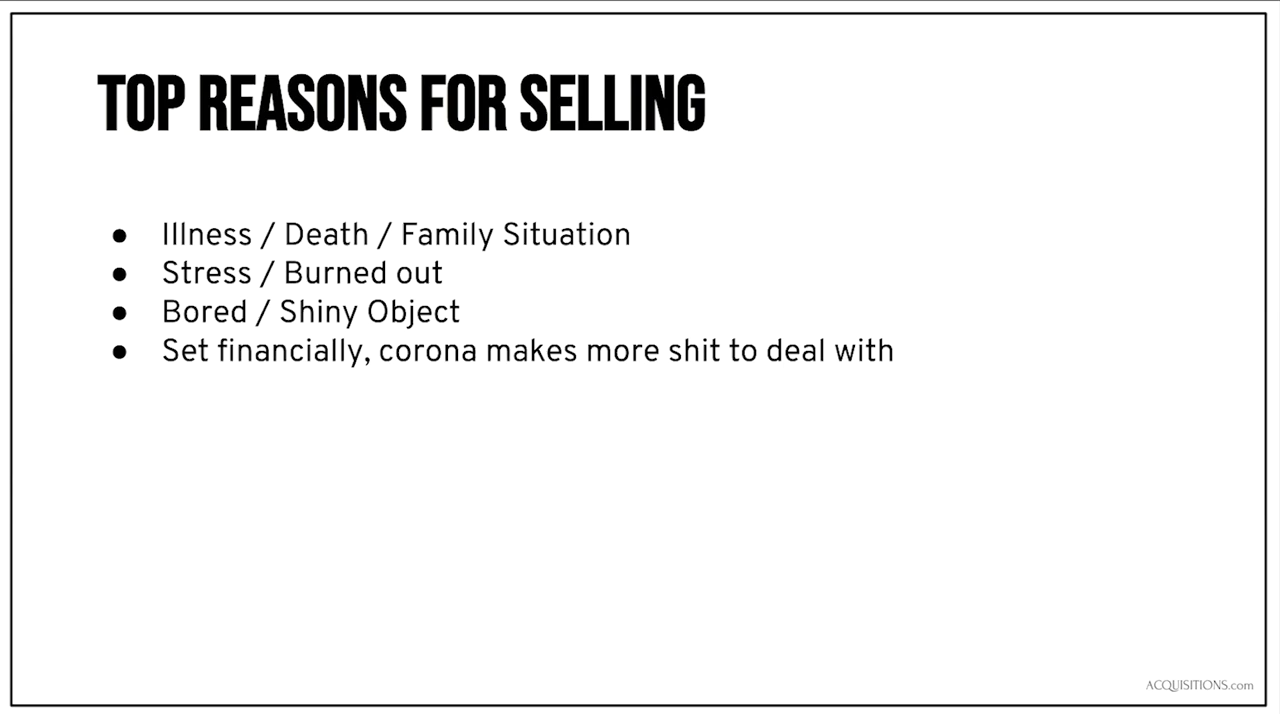 TOP REASONS FOR SELLING
● Illness / Death / Family Situation
● Stress / Burned out
● Bored / Shiny Object
● Set financially, corona makes more shit to deal with
ACQUISITIONS.com